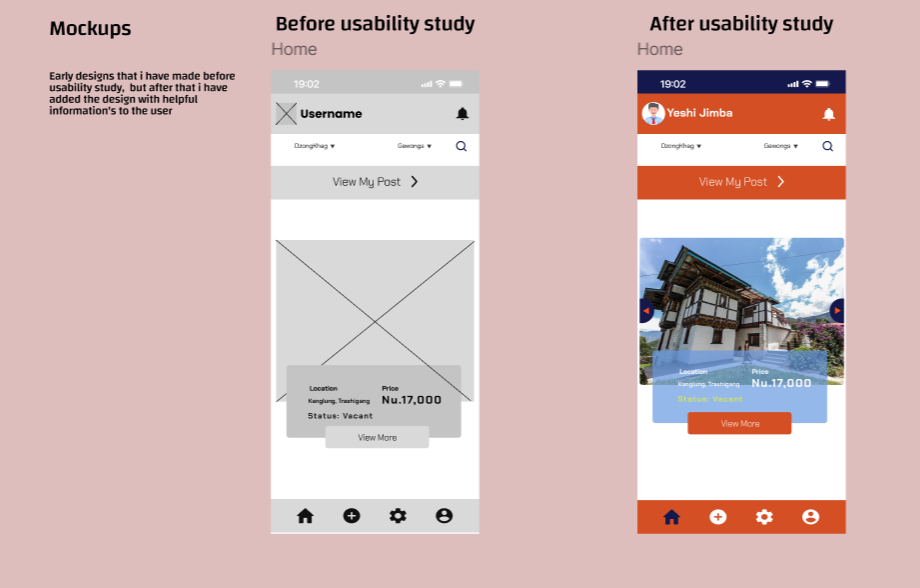 Mockups
Early designs that i have made before
usability study, but after that i have
added the design with helpful
information's to the user
Before usability study
Home
19:02
Username
DzongKhag ▾
Gewongs ▾
View My Post
Location
Price
Kanglung, Trashigang
Nu.17,000
Status: Vacant
View More
After usability study
Home
19:02
Yeshi Jimba
DzongKhag ▾
Gewongs ▾
View My Post
Location
Price
Kanglung, Trashigang
Nu.17,000
Status: Vacant
View More